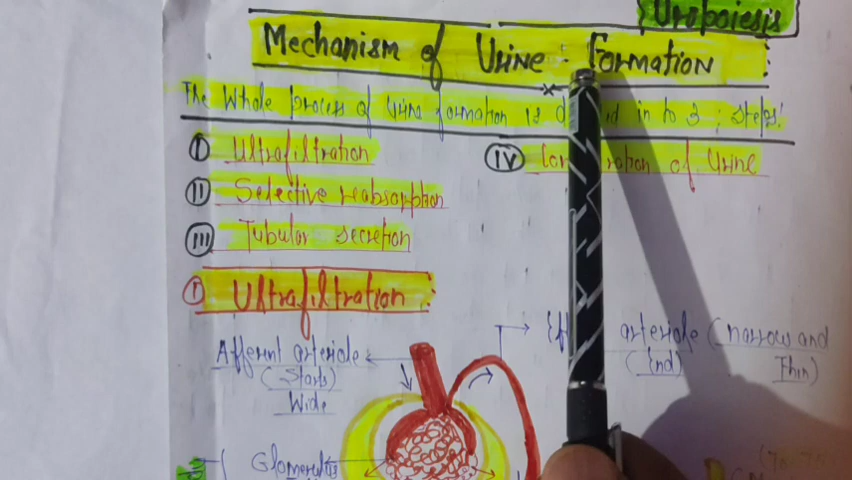 Uropoiesis
Mechanism of Urine :- Formation :
The Whole process of Urine formation is in to 3 : steps:
(I) Ultrafiltration
(IV) of Urine
(II) Selective reabsorption
(III) Tubular secretion
(I) Ultrafiltration :
Afferent arteriole
(Starts)
Wide
arteriole (narrow and
(End) Thin)
Glomerulus